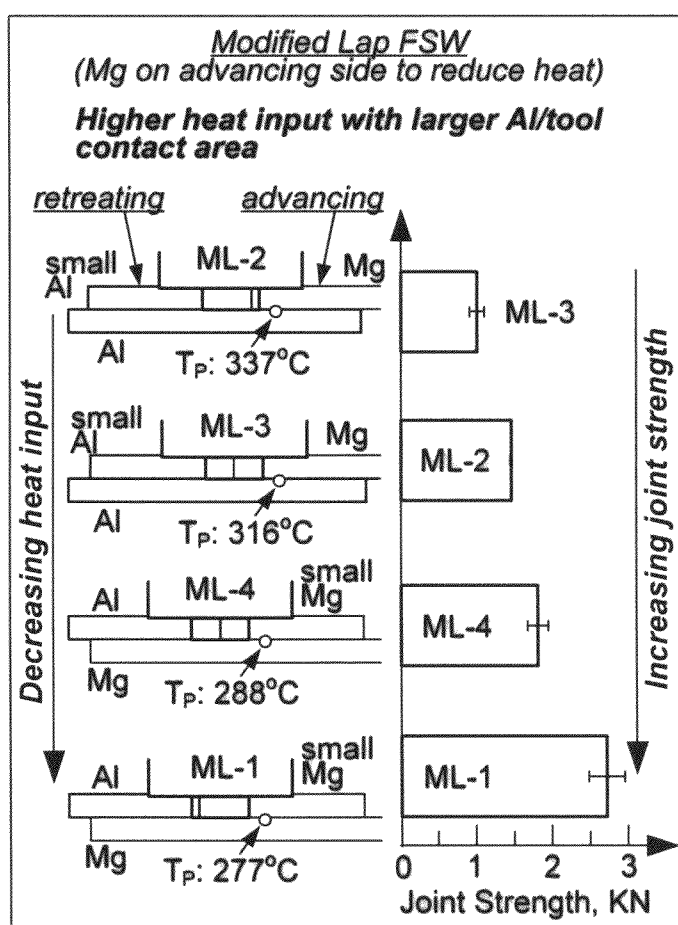 Modified Lap FSW
(Mg on advancing side to reduce heat)
Higher heat input with larger Al/tool
contact area
retreating
advancing
small
Al
ML-2
Mg
Al
TP: 337°C
small
Al
ML-3
Mg
Al
TP: 316°C
Al
ML-4
small
Mg
Mg
TP: 288°C
Al
ML-1
small
Mg
Mg
TP: 277°C
Decreasing heat input
ML-3
ML-2
ML-4
ML-1
Increasing joint strength
0 1 2 3
Joint Strength, KN